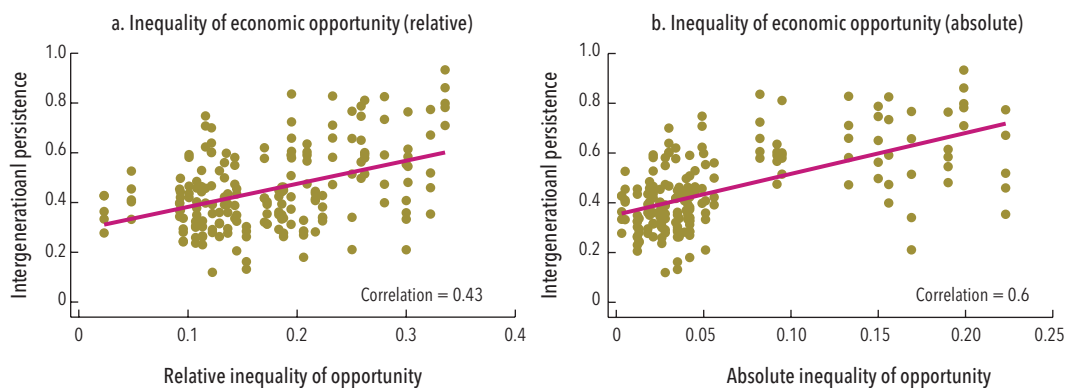 a. Inequality of economic opportunity (relative)
Intergeneratioanl persistence
1.0
0.8
0.6
0.4
0.2
0
Correlation = 0.43
0 0.1 0.2 0.3 0.4
Relative inequality of opportunity
b. Inequality of economic opportunity (absolute)
Intergeneratioanl persistence
1.0
0.8
0.6
0.4
0.2
0
Correlation = 0.6
0 0.05 0.10 0.15 0.20 0.25
Absolute inequality of opportunity